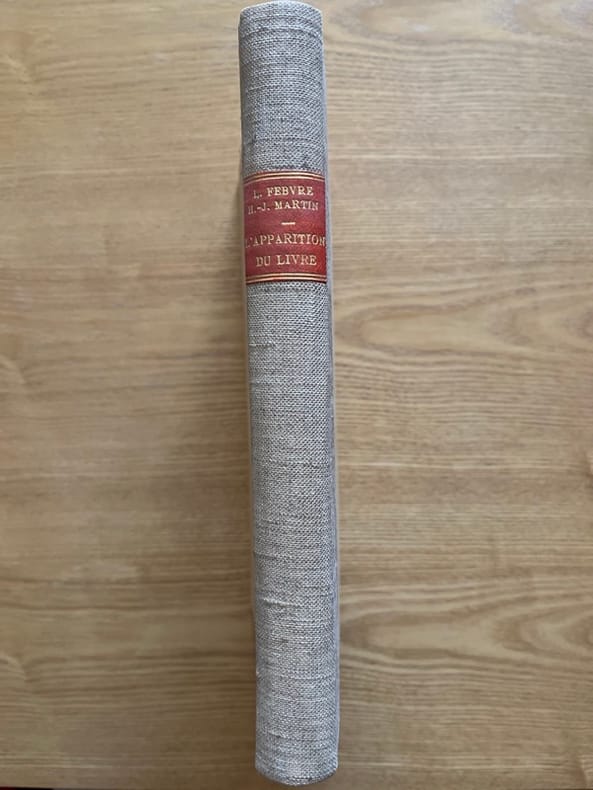 L. FEBVRE
H.-J. MARTIN
L'APPARITION
DU LIVRE